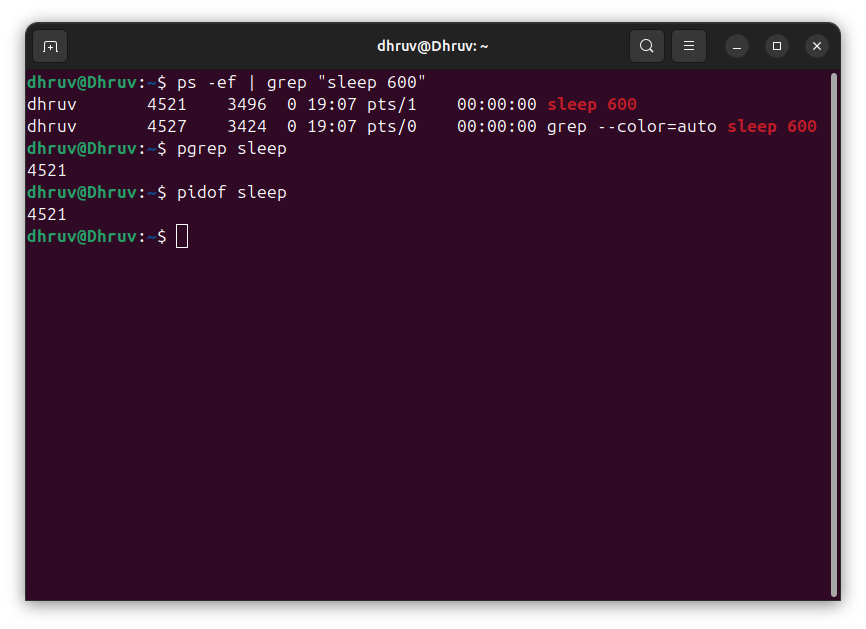 dhruv@Dhruv: ~
dhruv@Dhruv:~$ ps -ef | grep "sleep 600"
dhruv       4521    3496  0 19:07 pts/1    00:00:00 sleep 600
dhruv       4527    3424  0 19:07 pts/0    00:00:00 grep --color=auto sleep 600
dhruv@Dhruv:~$ pgrep sleep
4521
dhruv@Dhruv:~$ pidof sleep
4521
dhruv@Dhruv:~$